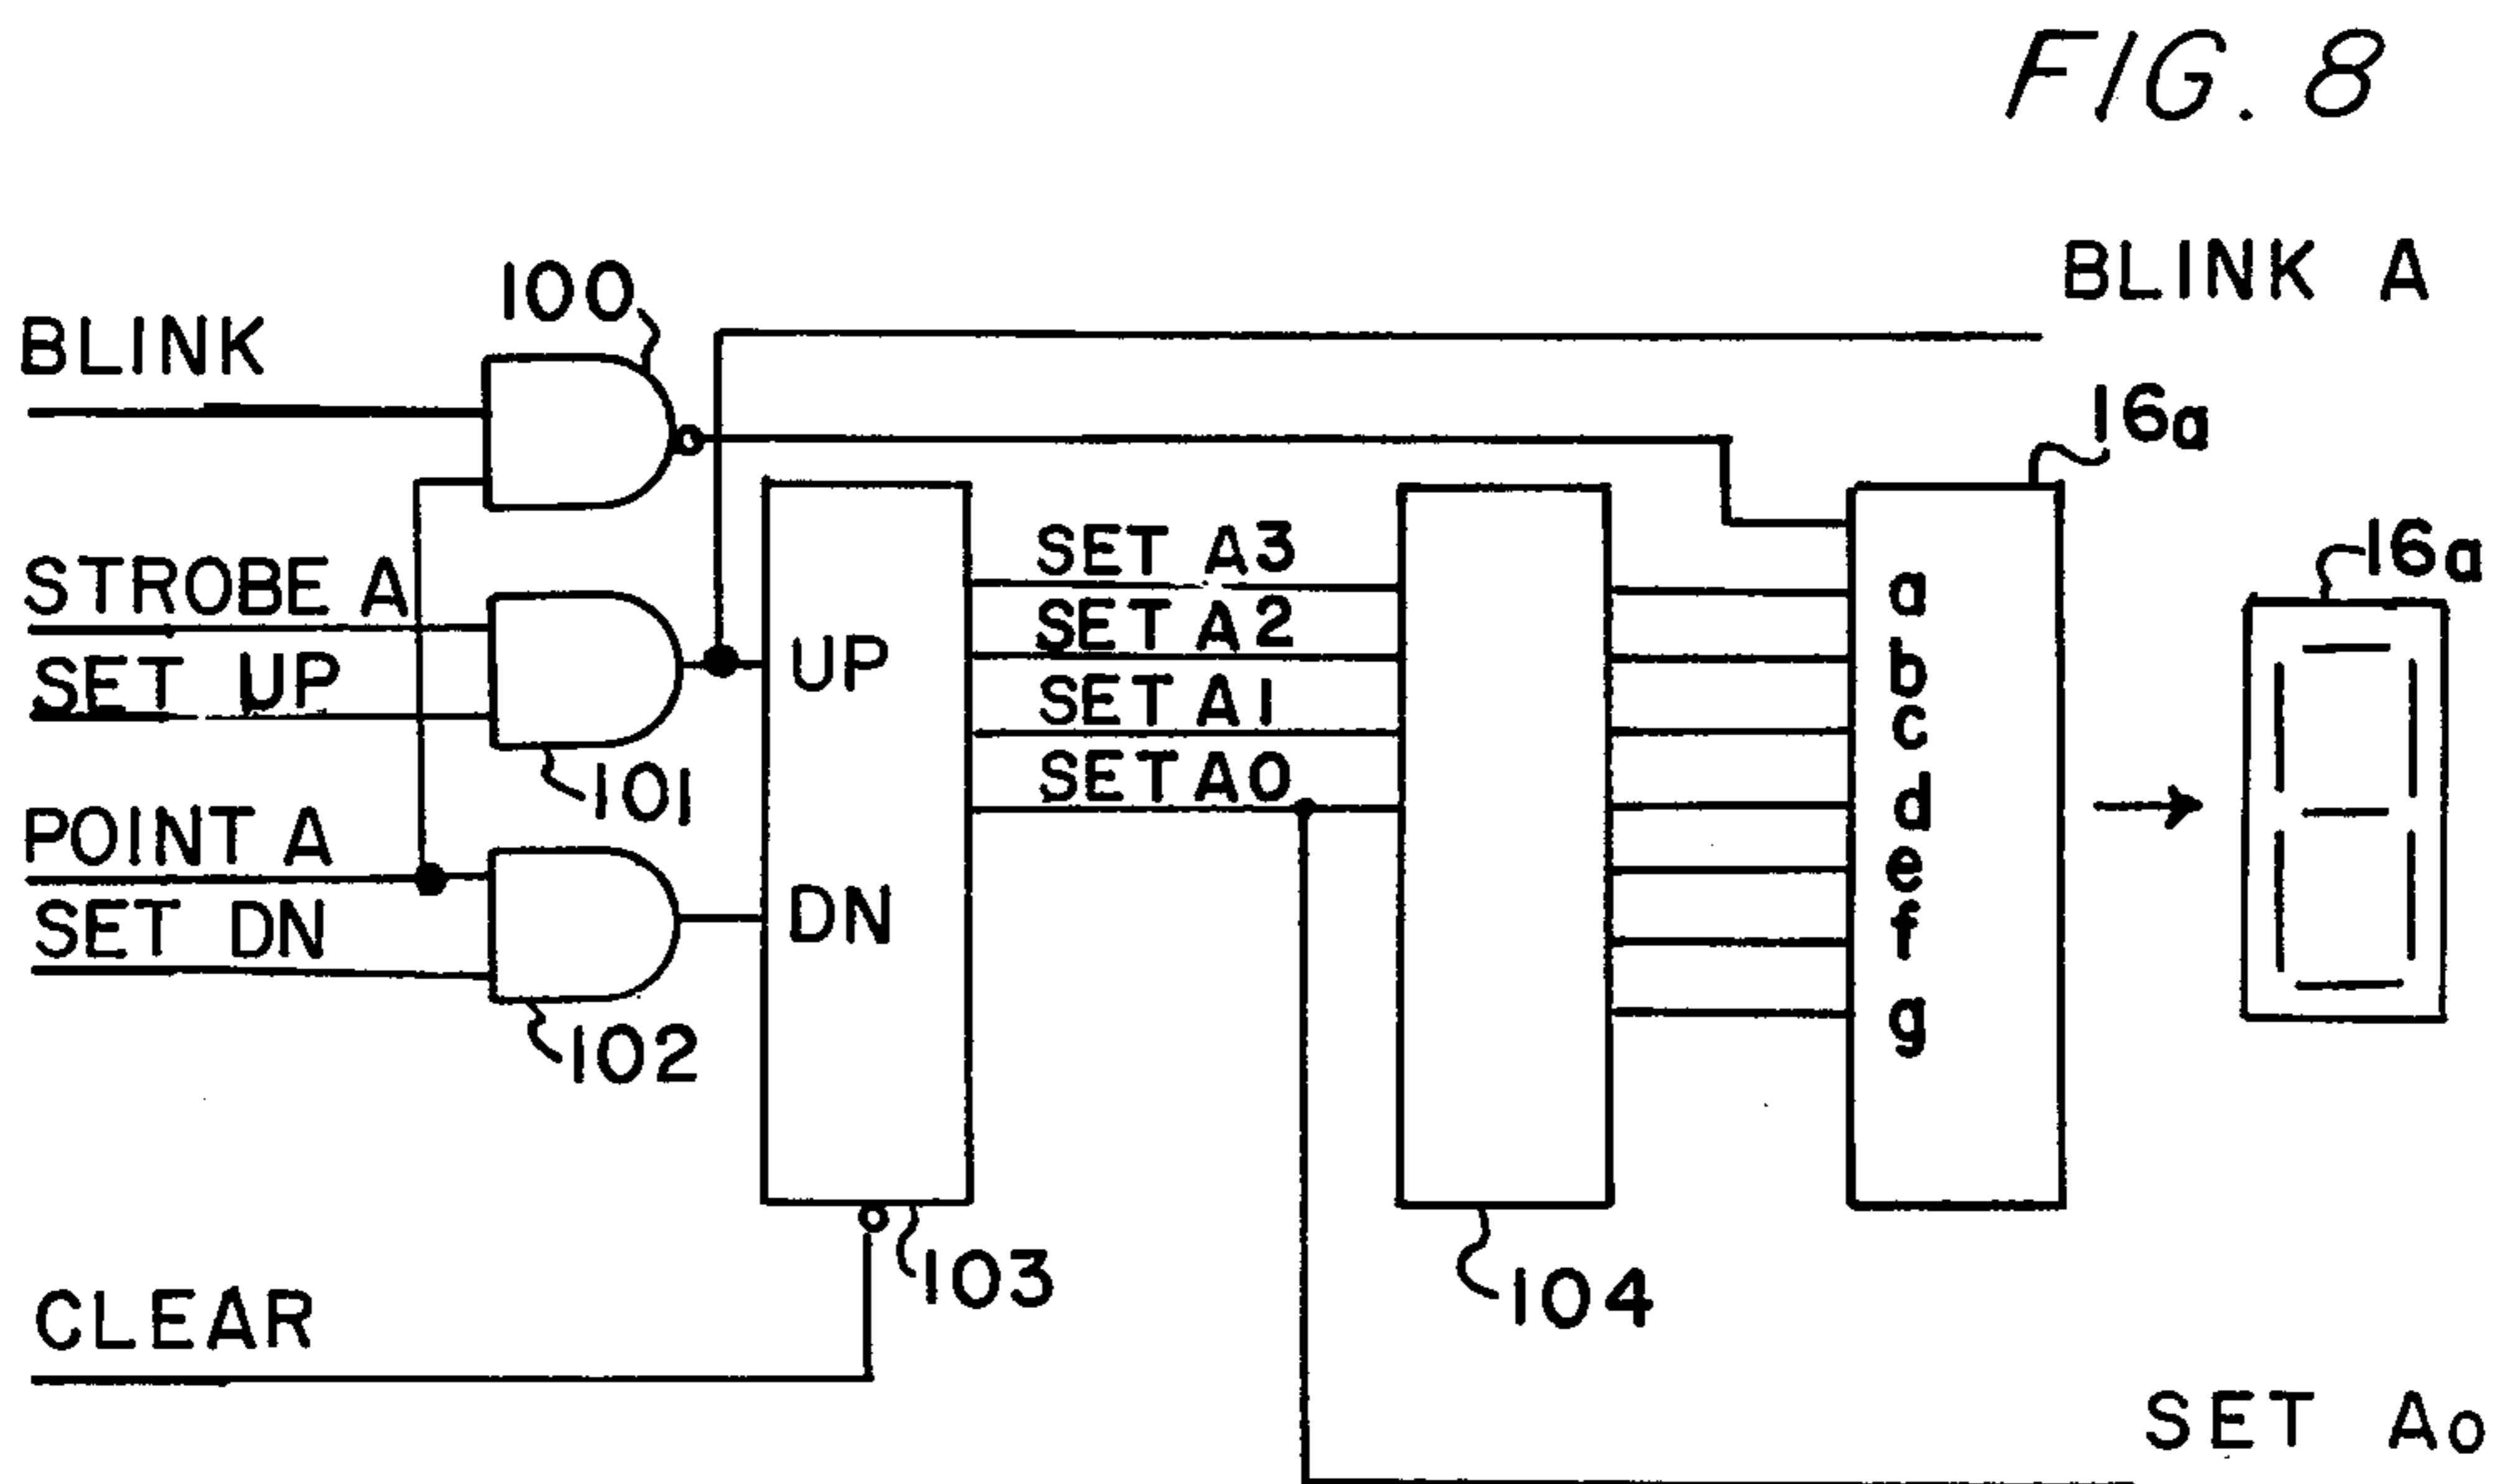 FIG. 8
BLINK A
100
BLINK
16a
STROBE A
SET A3
16a
SET A2
a
SET UP
UP
b
SET A1
c
101
SET A0
d
POINT A
e
SET DN
DN
f
g
102
103
104
CLEAR
SET Ao